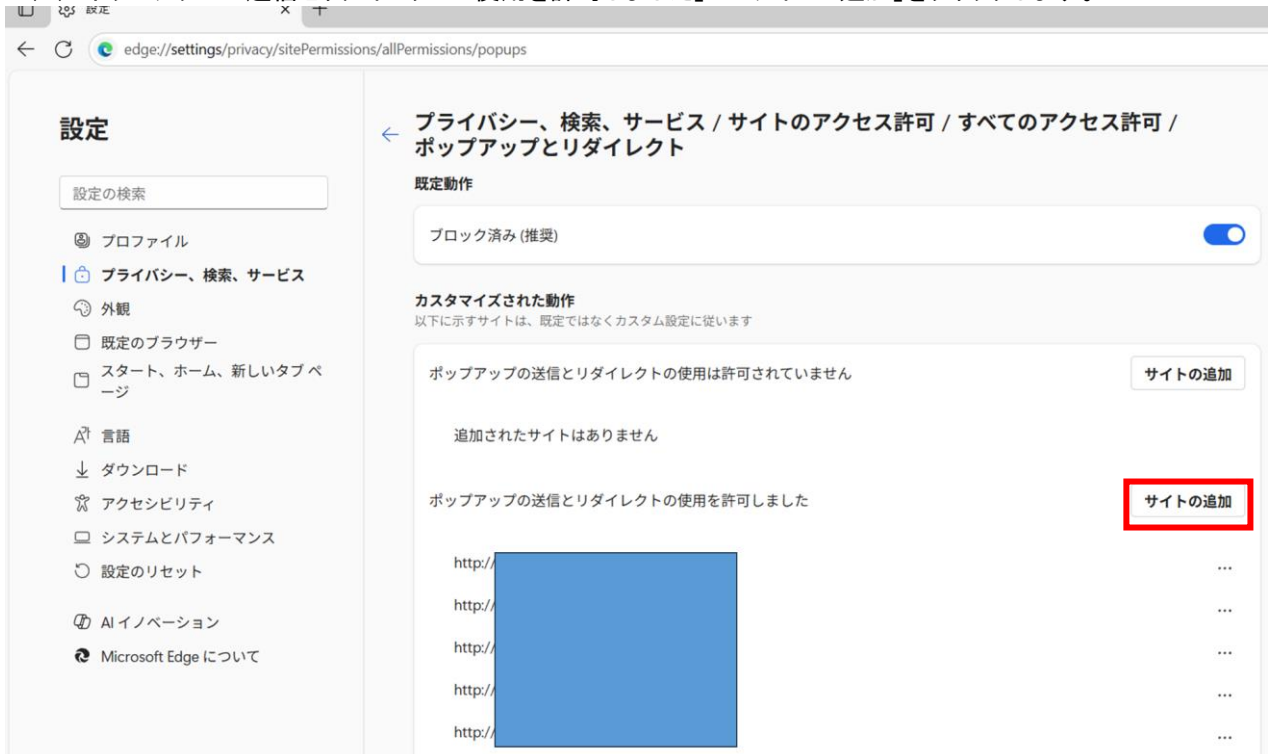 設定
edge://settings/privacy/sitePermissions/allPermissions/popups
設定
設定の検索
プロファイル
プライバシー、検索、サービス
外観
既定のブラウザー
スタート、ホーム、新しいタブ ペ
ージ
言語
ダウンロード
アクセシビリティ
システムとパフォーマンス
設定のリセット
AI イノベーション
Microsoft Edge について
プライバシー、検索、サービス / サイトのアクセス許可 / すべてのアクセス許可 /
ポップアップとリダイレクト
既定動作
ブロック済み (推奨)
カスタマイズされた動作
以下に示すサイトは、既定ではなくカスタム設定に従います
ポップアップの送信とリダイレクトの使用は許可されていません
サイトの追加
追加されたサイトはありません
ポップアップの送信とリダイレクトの使用を許可しました
サイトの追加
http://
...
http://
...
http://
...
http://
...
http://
...